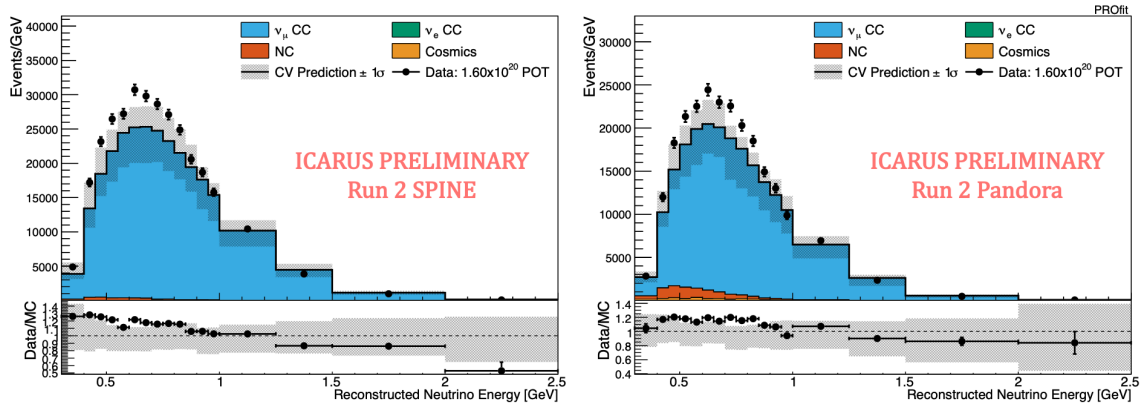 PROfit
Events/GeV
40000
35000
30000
25000
20000
15000
10000
5000
ν_μ CC
ν_e CC
NC
Cosmics
CV Prediction ± 1σ
Data: 1.60x10²⁰ POT
ICARUS PRELIMINARY
Run 2 SPINE
Data/MC
1.4
1.3
1.2
1.1
1
0.9
0.8
0.7
0.6
0.5
0.5 1 1.5 2 2.5
Reconstructed Neutrino Energy [GeV]
Events/GeV
30000
25000
20000
15000
10000
5000
ν_μ CC
ν_e CC
NC
Cosmics
CV Prediction ± 1σ
Data: 1.60x10²⁰ POT
ICARUS PRELIMINARY
Run 2 Pandora
Data/MC
1.4
1.2
1
0.8
0.6
0.4
0.5 1 1.5 2 2.5
Reconstructed Neutrino Energy [GeV]